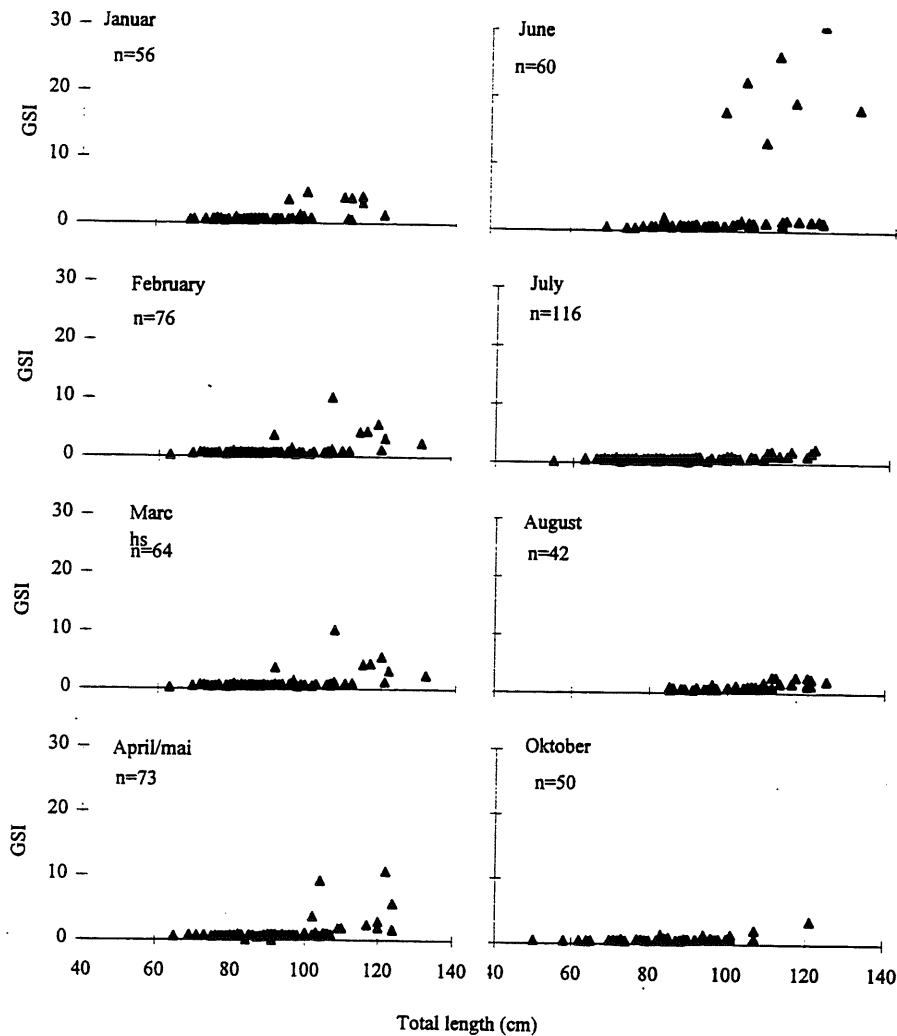 30
Januar
n=56
20
GSI
10
0
June
n=60
30
February
n=76
20
GSI
10
0
July
n=116
30
Marc
hs
n=64
20
GSI
10
0
August
n=42
30
April/mai
n=73
20
GSI
10
0
40 60 80 100 120 140
Oktober
n=50
40 60 80 100 120 140
Total length (cm)